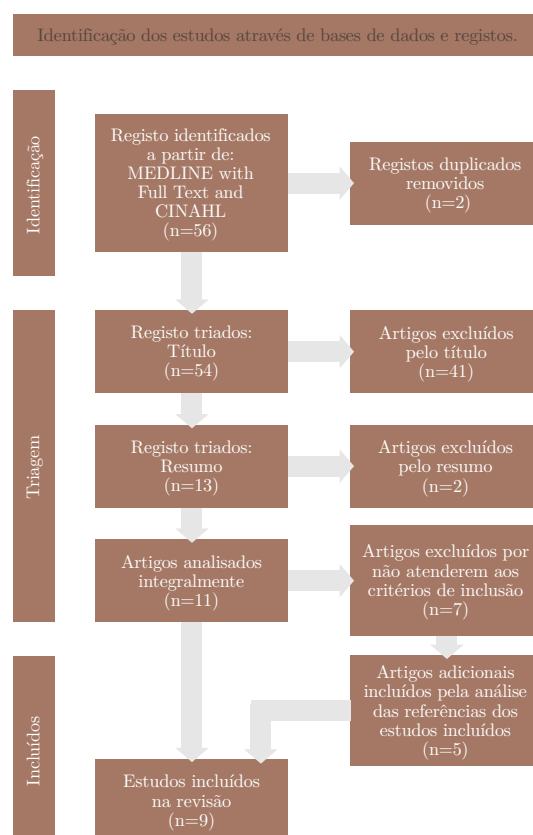 Identificação dos estudos através de bases de dados e registos.
Identificação
Registo identificados
a partir de:
MEDLINE with
Full Text and
CINAHL
(n=56)
Registos duplicados
removidos
(n=2)
Triagem
Registo triados:
Título
(n=54)
Artigos excluídos
pelo título
(n=41)
Registo triados:
Resumo
(n=13)
Artigos excluídos
pelo resumo
(n=2)
Artigos analisados
integralmente
(n=11)
Artigos excluídos por
não atenderem aos
critérios de inclusão
(n=7)
Incluídos
Artigos adicionais
incluídos pela análise
das referências dos
estudos incluídos
(n=5)
Estudos incluídos
na revisão
(n=9)